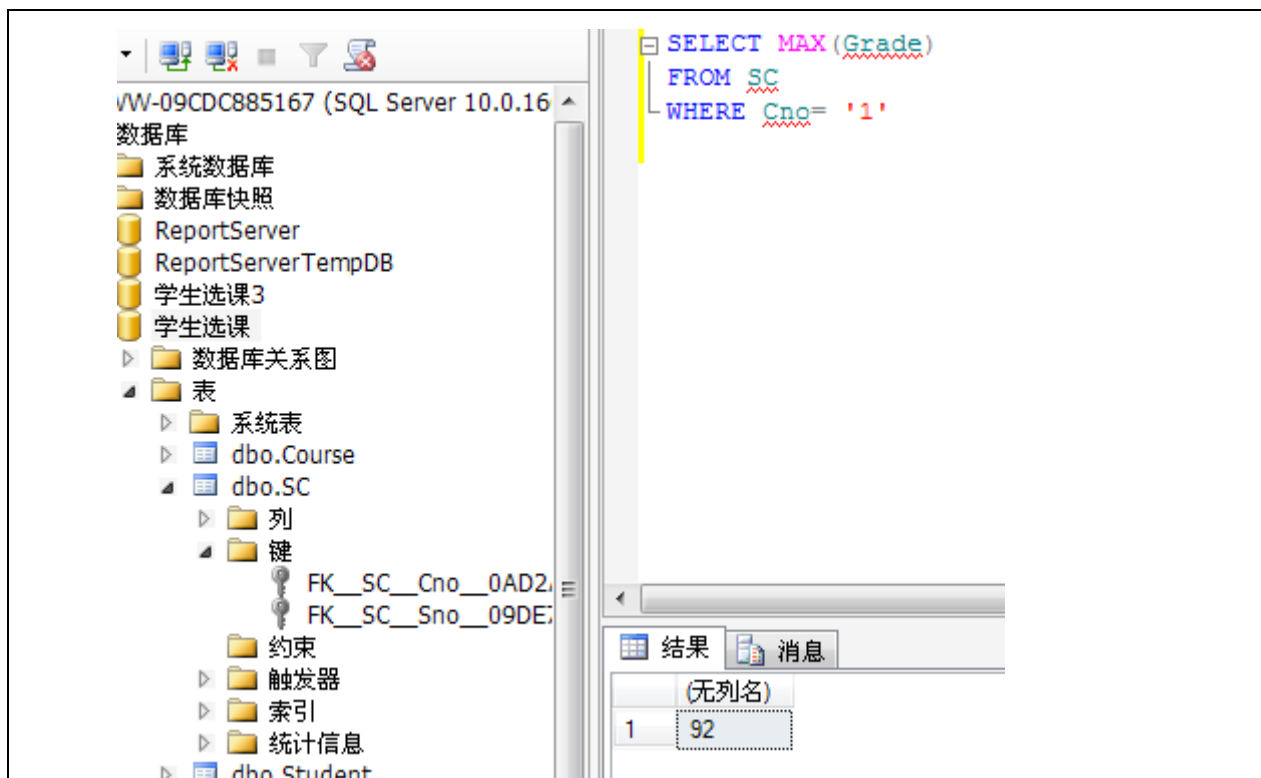 VW-09CDC885167 (SQL Server 10.0.16
数据库
系统数据库
数据库快照
ReportServer
ReportServerTempDB
学生选课3
学生选课
数据库关系图
表
系统表
dbo.Course
dbo.SC
列
键
FK__SC__Cno__0AD2
FK__SC__Sno__09DE
约束
触发器
索引
统计信息
dbo.Student
SELECT MAX(Grade)
FROM SC
WHERE Cno= '1'
结果 消息
(无列名)
1 92